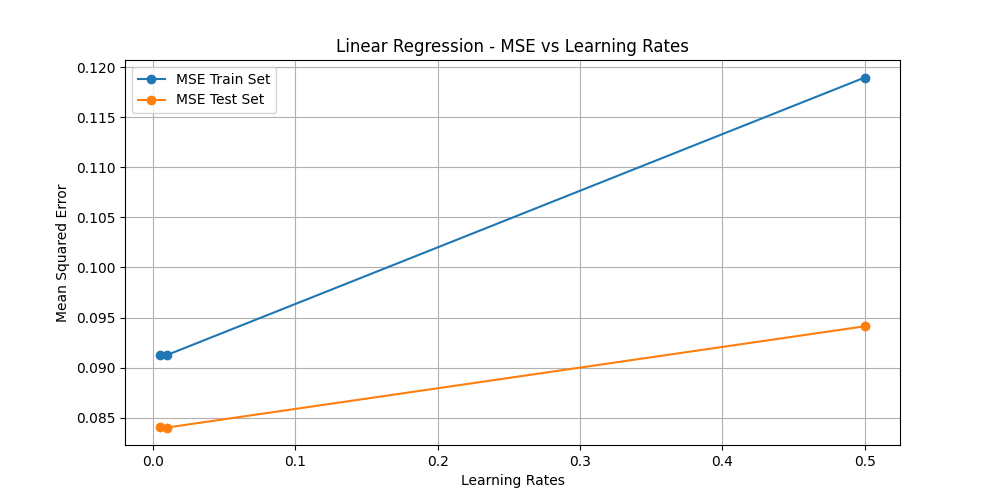 Linear Regression - MSE vs Learning Rates
MSE Train Set
MSE Test Set
0.120
0.115
0.110
0.105
0.100
0.095
0.090
0.085
Mean Squared Error
0.0 0.1 0.2 0.3 0.4 0.5
Learning Rates